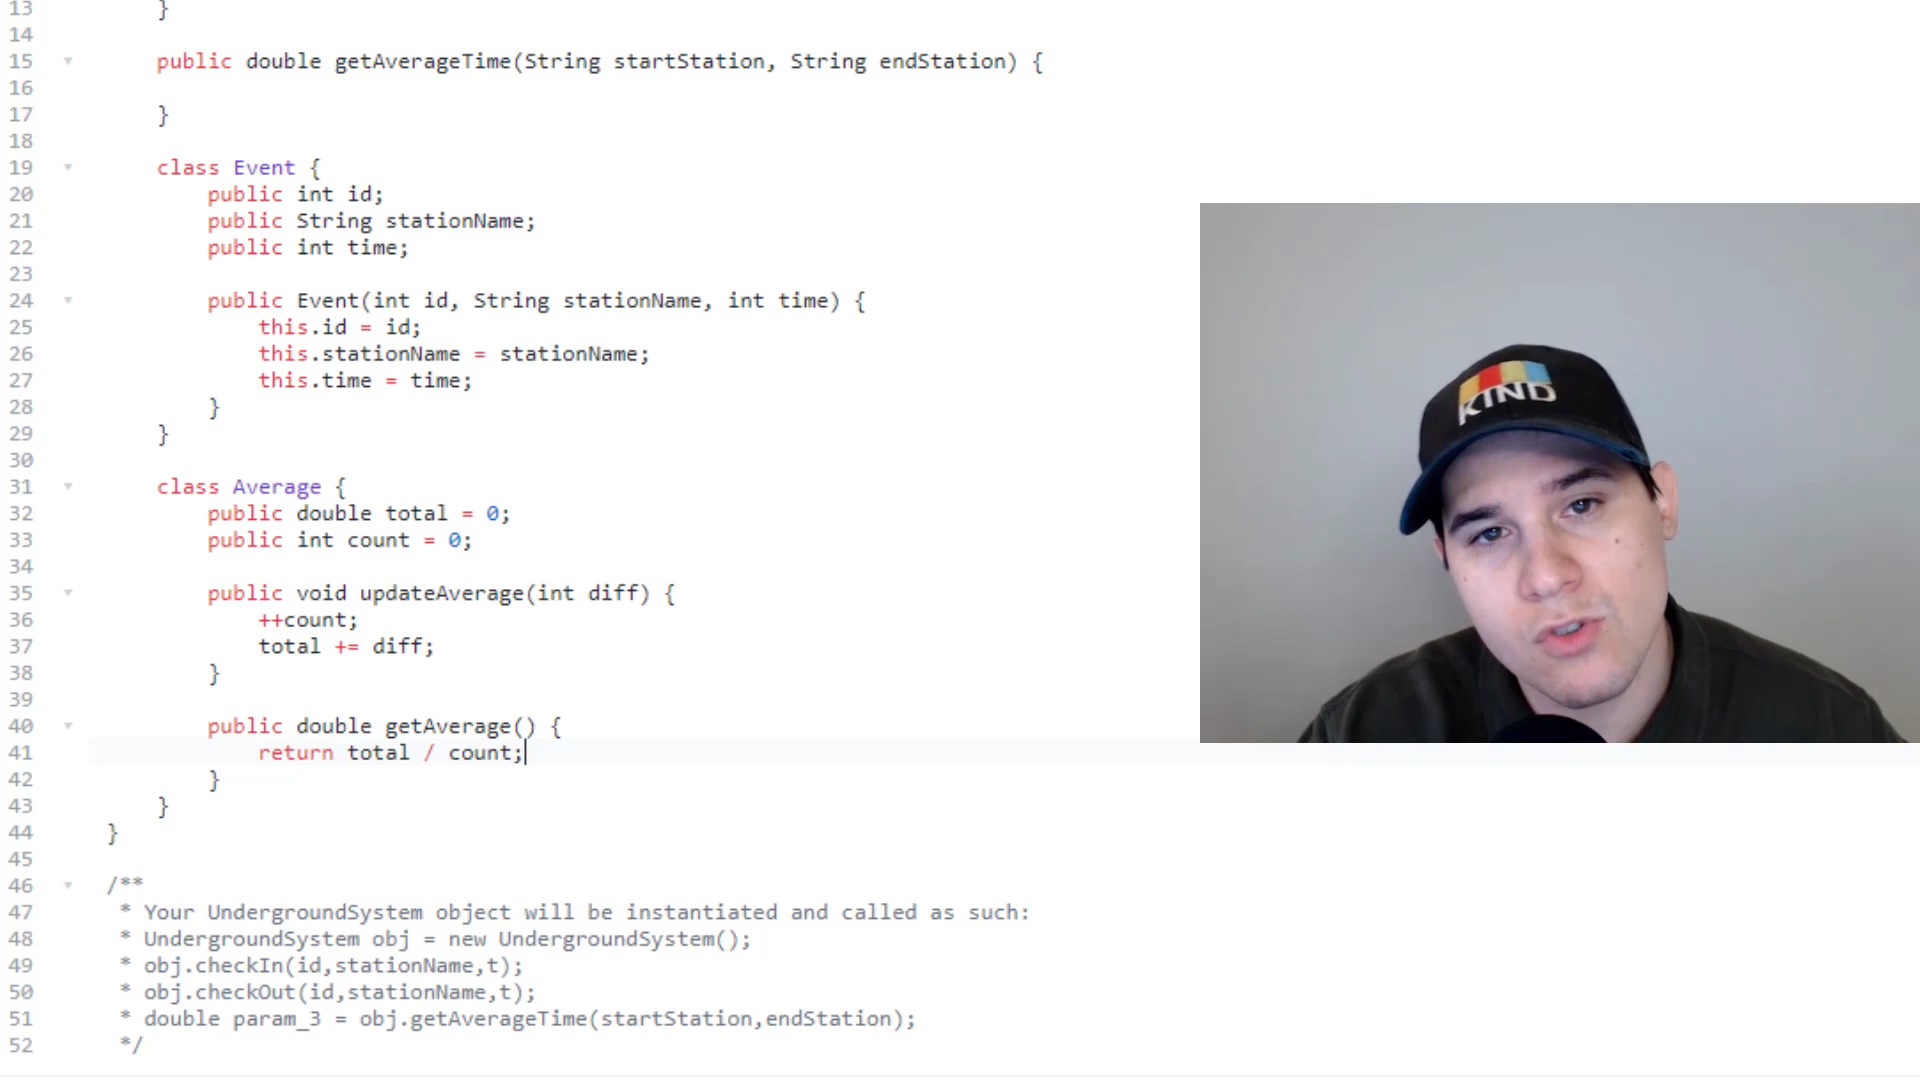 13 }
14
15 public double getAverageTime(String startStation, String endStation) {
16
17 }
18
19 class Event {
20 public int id;
21 public String stationName;
22 public int time;
23
24 public Event(int id, String stationName, int time) {
25 this.id = id;
26 this.stationName = stationName;
27 this.time = time;
28 }
29 }
30
31 class Average {
32 public double total = 0;
33 public int count = 0;
34
35 public void updateAverage(int diff) {
36 ++count;
37 total += diff;
38 }
39
40 public double getAverage() {
41 return total / count;
42 }
43 }
44 }
45
46 /**
47 * Your UndergroundSystem object will be instantiated and called as such:
48 * UndergroundSystem obj = new UndergroundSystem();
49 * obj.checkIn(id,stationName,t);
50 * obj.checkOut(id,stationName,t);
51 * double param_3 = obj.getAverageTime(startStation,endStation);
52 */
KIND